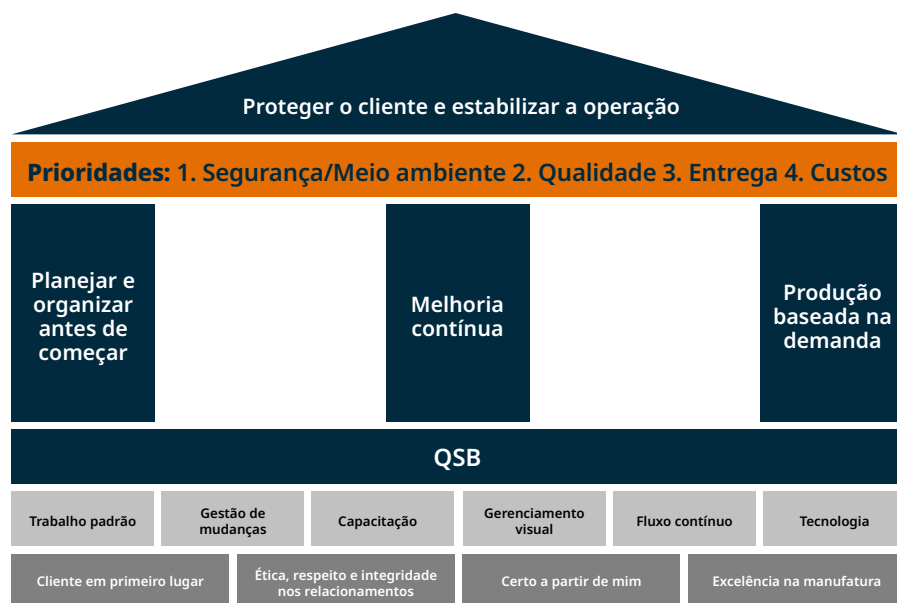 Proteger o cliente e estabilizar a operação
Prioridades: 1. Segurança/Meio ambiente 2. Qualidade 3. Entrega 4. Custos
Planejar e
organizar
antes de
começar
Melhoria
contínua
Produção
baseada na
demanda
QSB
Trabalho padrão
Gestão de
mudanças
Capacitação
Gerenciamento
visual
Fluxo contínuo
Tecnologia
Cliente em primeiro lugar
Ética, respeito e integridade
nos relacionamentos
Certo a partir de mim
Excelência na manufatura